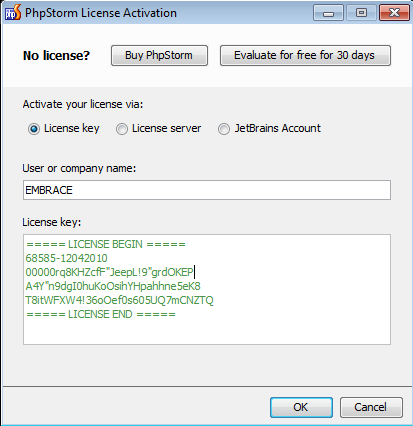 PhpStorm License Activation
No license?
Buy PhpStorm
Evaluate for free for 30 days
Activate your license via:
License key
License server
JetBrains Account
User or company name:
EMBRACE
License key:
===== LICENSE BEGIN =====
68585-12042010
00000rq8KHZcfF"JeepL!9"grdOKEP
A4Y"n9dgI0huKoOsihYHpahhne5eK8
T8itWFXW4!36oOef0s605UQ7mCNZTQ
===== LICENSE END =====
OK
Cancel